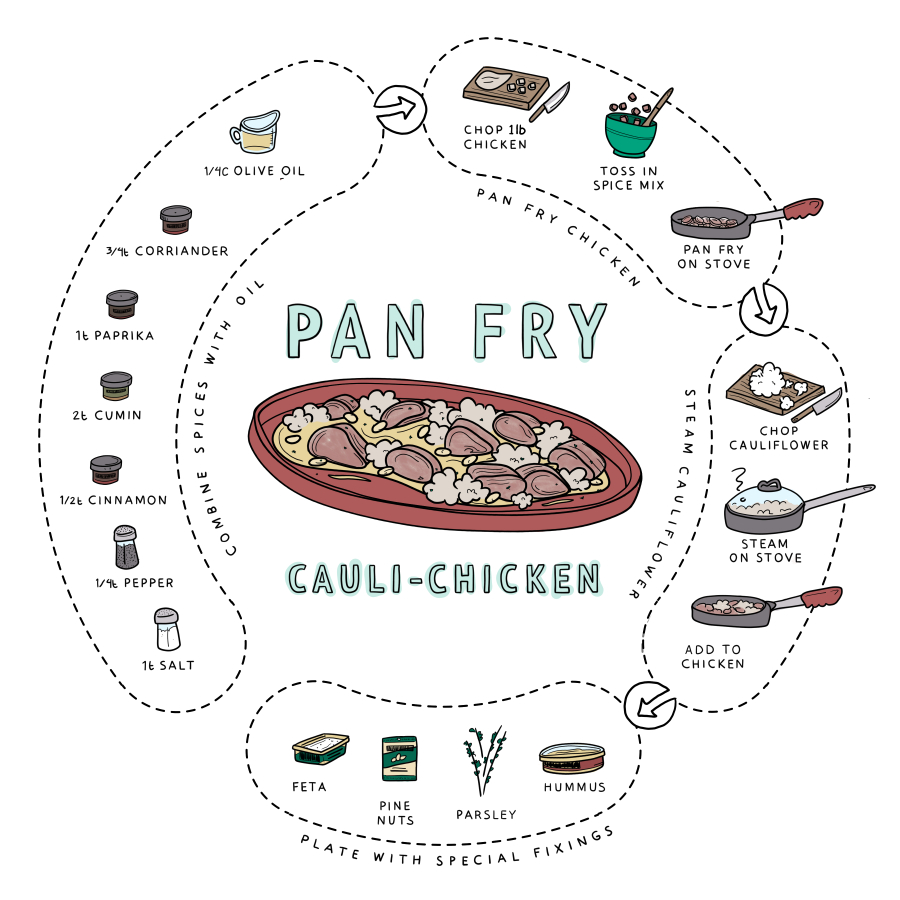 PAN FRY
CAULI-CHICKEN
COMBINE SPICES WITH OIL
1/4C OLIVE OIL
3/4t CORRIANDER
1t PAPRIKA
2t CUMIN
1/2t CINNAMON
1/4t PEPPER
1t SALT
PAN FRY CHICKEN
CHOP 1lb
CHICKEN
TOSS IN
SPICE MIX
PAN FRY
ON STOVE
STEAM CAULIFLOWER
CHOP
CAULIFLOWER
STEAM
ON STOVE
ADD TO
CHICKEN
FETA
PINE
NUTS
PARSLEY
HUMMUS
PLATE WITH SPECIAL FIXINGS